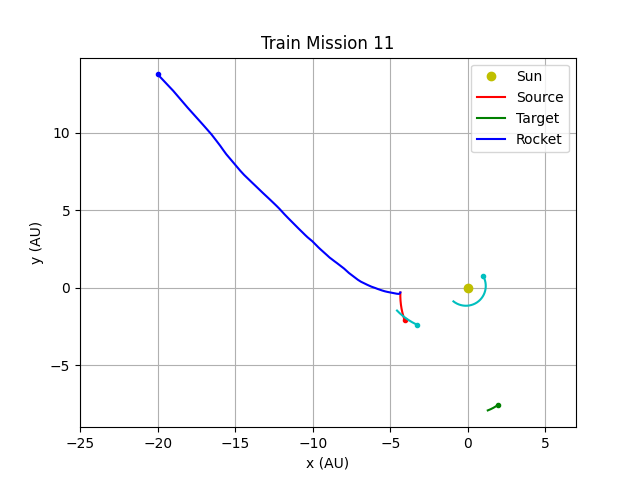 Train Mission 11
Sun
Source
Target
Rocket
10
5
0
−5
y (AU)
−25
−20
−15
−10
−5
0
5
x (AU)